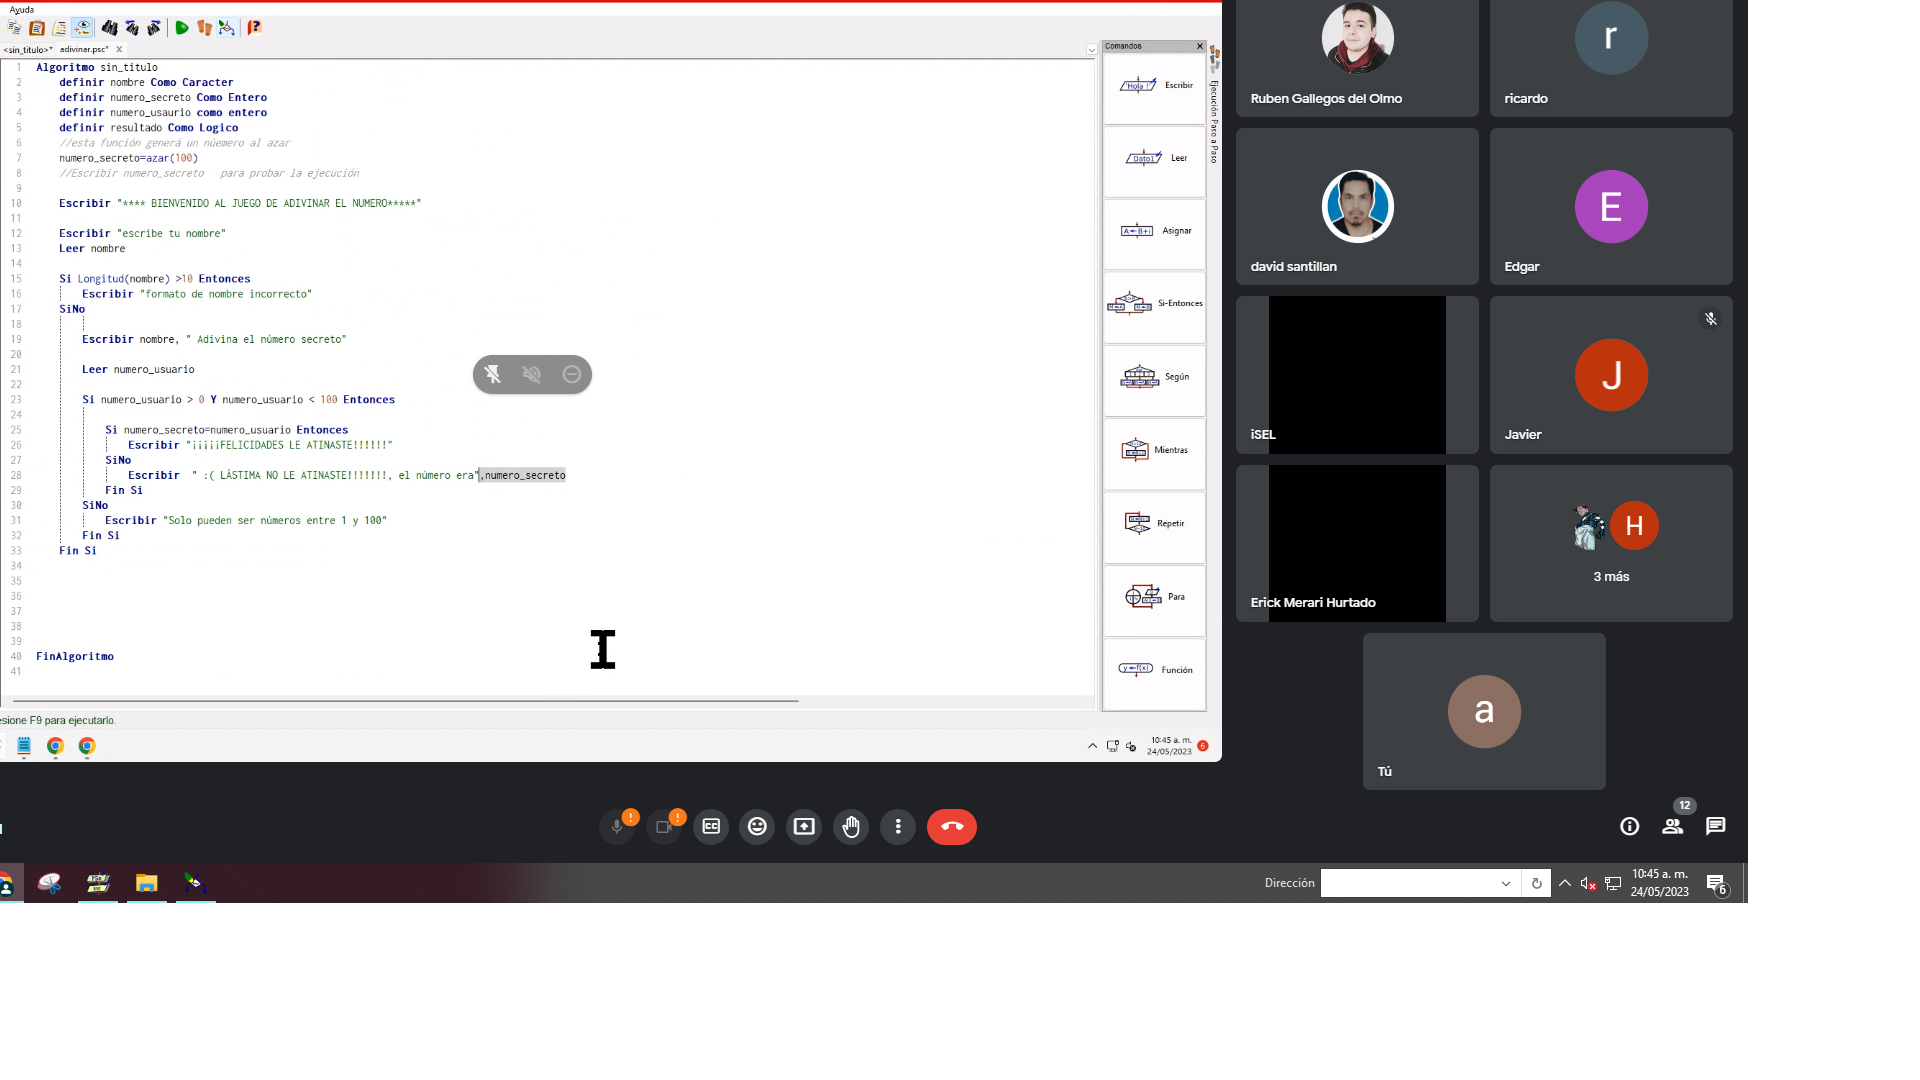 Ayuda
<sin_titulo>* adivinar.psc*
1 Algoritmo sin_titulo
2 definir nombre Como Caracter
3 definir numero_secreto Como Entero
4 definir numero_usaurio como entero
5 definir resultado Como Logico
6 //esta función generá un núemero al azar
7 numero_secreto=azar(100)
8 //Escribir numero_secreto para probar la ejecución
9
10 Escribir "**** BIENVENIDO AL JUEGO DE ADIVINAR EL NUMERO*****"
11
12 Escribir "escribe tu nombre"
13 Leer nombre
14
15 Si Longitud(nombre) >10 Entonces
16 Escribir "formato de nombre incorrecto"
17 SiNo
18
19 Escribir nombre, " Adivina el número secreto"
20
21 Leer numero_usuario
22
23 Si numero_usuario > 0 Y numero_usuario < 100 Entonces
24
25 Si numero_secreto=numero_usuario Entonces
26 Escribir "¡¡¡¡¡FELICIDADES LE ATINASTE!!!!!!"
27 SiNo
28 Escribir " :( LÁSTIMA NO LE ATINASTE!!!!!!!, el número era",numero_secreto
29 Fin Si
30 SiNo
31 Escribir "Solo pueden ser números entre 1 y 100"
32 Fin Si
33 Fin Si
34
35
36
37
38
39
40 FinAlgoritmo
41
esione F9 para ejecutarlo.
Comandos
'Hola !' Escribir
Dato1 Leer
A←B+1 Asignar
Si-Entonces
Según
Mientras
Repetir
Para
y←f(x) Función
Ejecución Paso a Paso
10:45 a. m.
24/05/2023
6
Ruben Gallegos del Olmo
r
ricardo
david santillan
E
Edgar
iSEL
J
Javier
Erick Merari Hurtado
H
3 más
a
Tú
12
Dirección
10:45 a. m.
24/05/2023
6